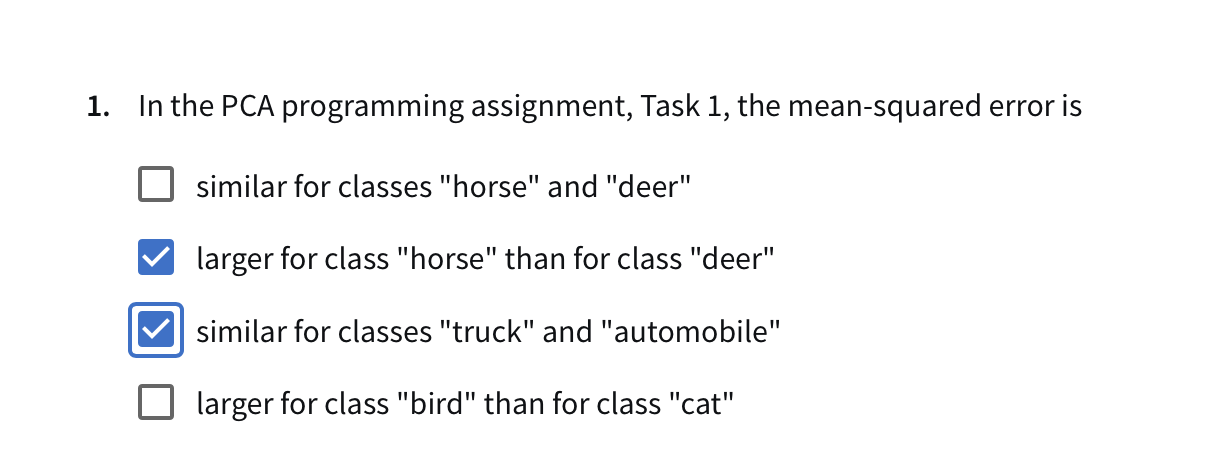 1. In the PCA programming assignment, Task 1, the mean-squared error is
similar for classes "horse" and "deer"
larger for class "horse" than for class "deer"
similar for classes "truck" and "automobile"
larger for class "bird" than for class "cat"